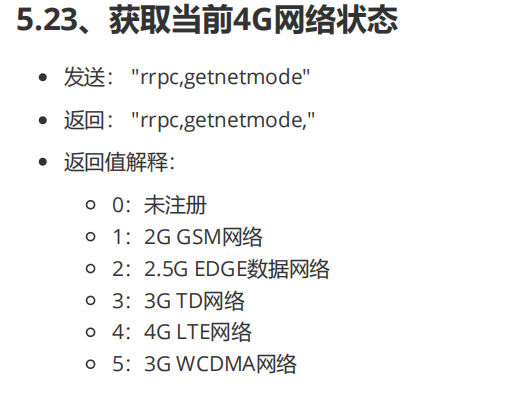 5.23、获取当前4G网络状态
发送： "rrpc,getnetmode"
返回： "rrpc,getnetmode,"
返回值解释：
0：未注册
1：2G GSM网络
2：2.5G EDGE数据网络
3：3G TD网络
4：4G LTE网络
5：3G WCDMA网络